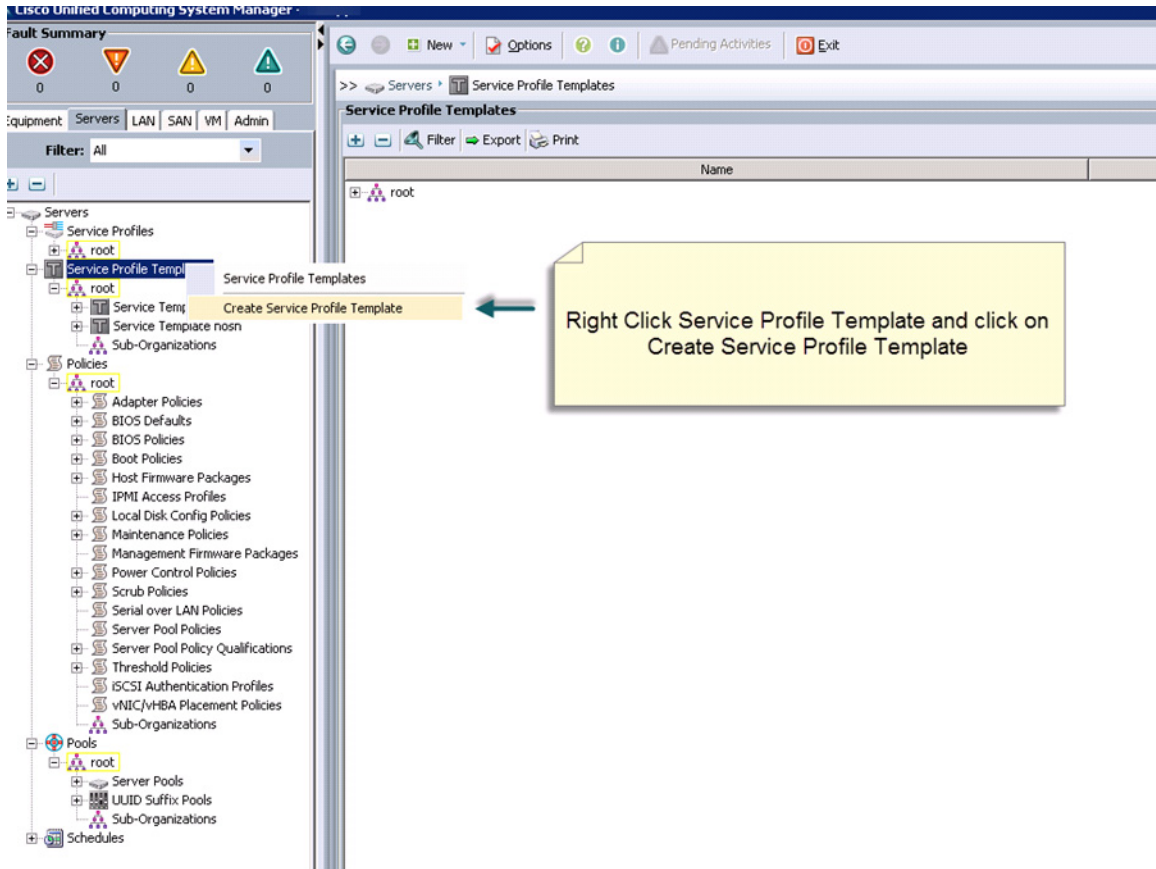 Cisco Unified Computing System Manager -
Fault Summary
0 0 0 0
Equipment Servers LAN SAN VM Admin
Filter: All
Servers
Service Profiles
root
Service Profile Templ
root
Service Temp
Service Template nosn
Sub-Organizations
Policies
root
Adapter Policies
BIOS Defaults
BIOS Policies
Boot Policies
Host Firmware Packages
IPMI Access Profiles
Local Disk Config Policies
Maintenance Policies
Management Firmware Packages
Power Control Policies
Scrub Policies
Serial over LAN Policies
Server Pool Policies
Server Pool Policy Qualifications
Threshold Policies
iSCSI Authentication Profiles
vNIC/vHBA Placement Policies
Sub-Organizations
Pools
root
Server Pools
UUID Suffix Pools
Sub-Organizations
Schedules
Service Profile Templates
Create Service Profile Template
New Options Pending Activities Exit
>> Servers Service Profile Templates
Service Profile Templates
Filter Export Print
Name
root
Right Click Service Profile Template and click on
Create Service Profile Template